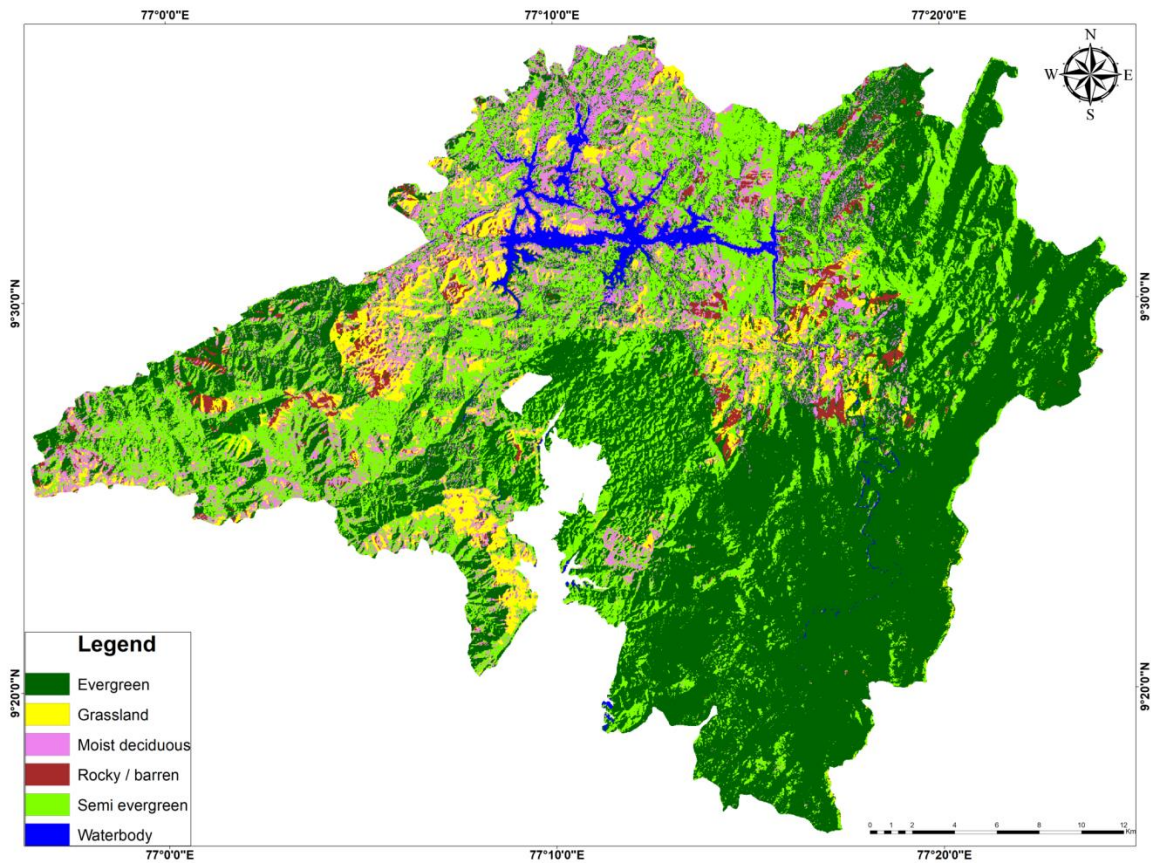 77°0'0"E 77°10'0"E 77°20'0"E
N
W E
S
9°30'0"N 9°30'0"N
9°20'0"N 9°20'0"N
Legend
Evergreen
Grassland
Moist deciduous
Rocky / barren
Semi evergreen
Waterbody
0 1 2 4 6 8 10 12
Km
77°0'0"E 77°10'0"E 77°20'0"E